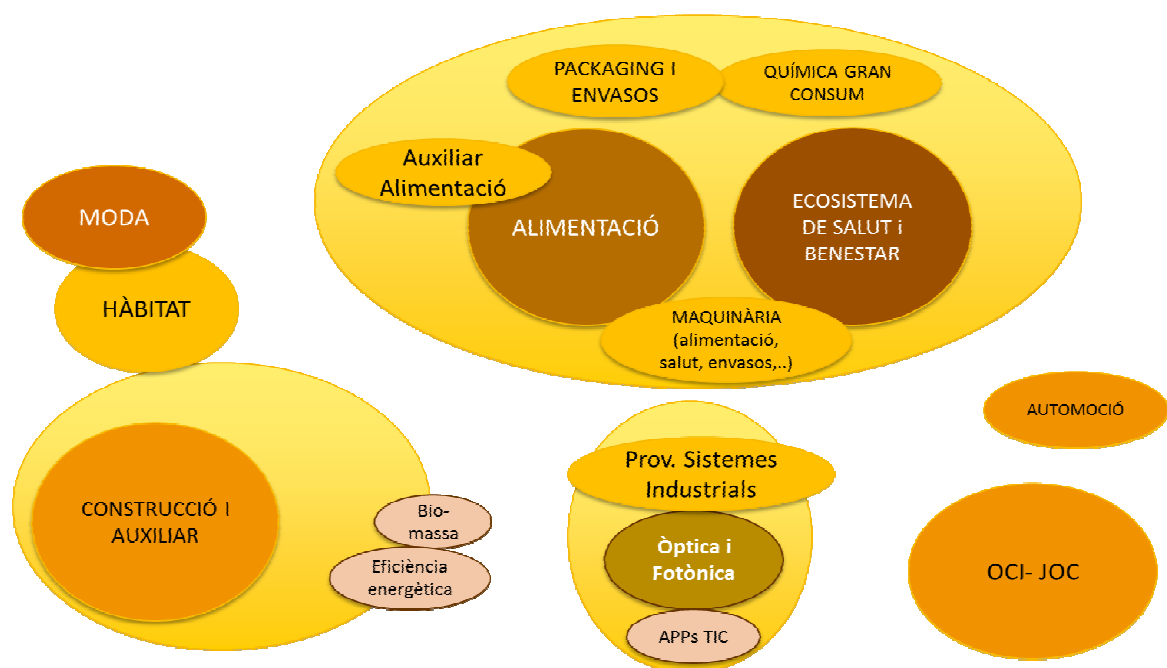 PACKAGING I
ENVASOS
QUÍMICA GRAN
CONSUM
Auxiliar
Alimentació
ALIMENTACIÓ
ECOSISTEMA
DE SALUT i
BENESTAR
MODA
HÀBITAT
MAQUINÀRIA
(alimentació,
salut, envasos,..)
AUTOMOCIÓ
CONSTRUCCIÓ I
AUXILIAR
Bio-
massa
Eficiència
energètica
Prov. Sistemes
Industrials
Òptica i
Fotònica
APPs TIC
OCI- JOC